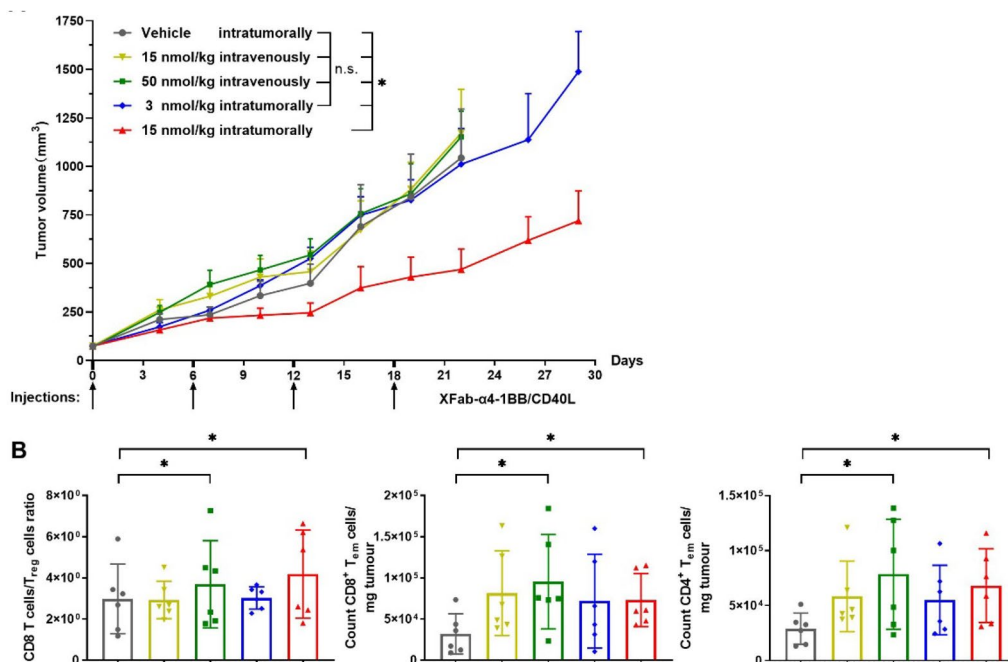 1750
1500
1250
1000
750
500
250
0
Tumor volume(mm³)
Vehicle intratumorally
15 nmol/kg intravenously
50 nmol/kg intravenously
3 nmol/kg intratumorally
15 nmol/kg intratumorally
n.s.
*
0 3 6 9 12 15 18 21 24 27 30 Days
Injections: XFab-α4-1BB/CD40L
B
CD8 T cells/Treg cells ratio
8×10⁰
6×10⁰
4×10⁰
2×10⁰
0
*
*
Count CD8⁺ Tem cells/
mg tumour
2×10⁵
2×10⁵
1×10⁵
5×10⁴
0
*
*
Count CD4⁺ Tem cells/
mg tumour
1.5×10⁵
1.0×10⁵
5×10⁴
0
*
*